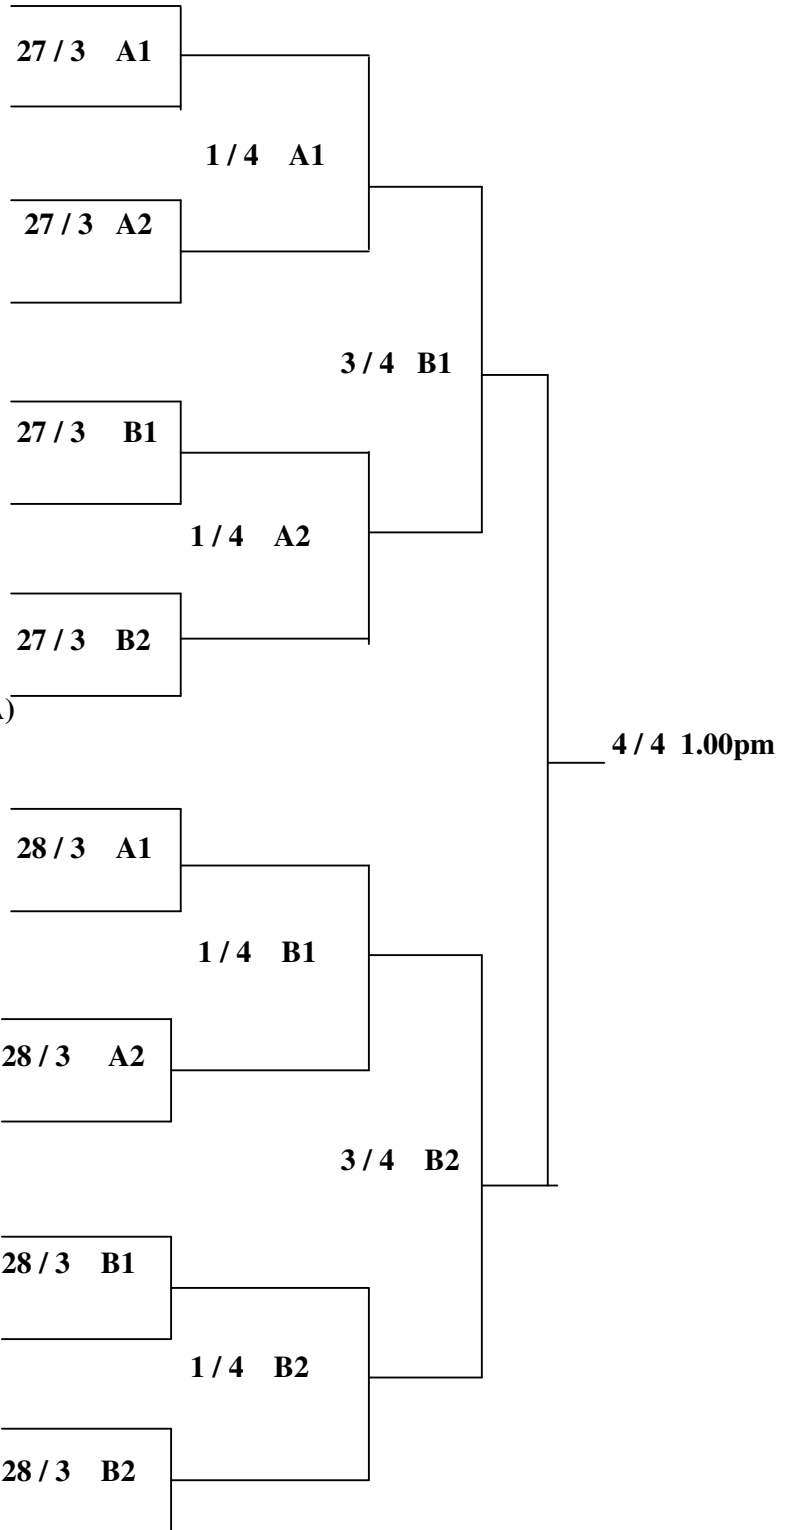 27 / 3 A1
1 / 4 A1
27 / 3 A2
3 / 4 B1
27 / 3 B1
1 / 4 A2
27 / 3 B2
)
4 / 4 1.00pm
28 / 3 A1
1 / 4 B1
28 / 3 A2
3 / 4 B2
28 / 3 B1
1 / 4 B2
28 / 3 B2